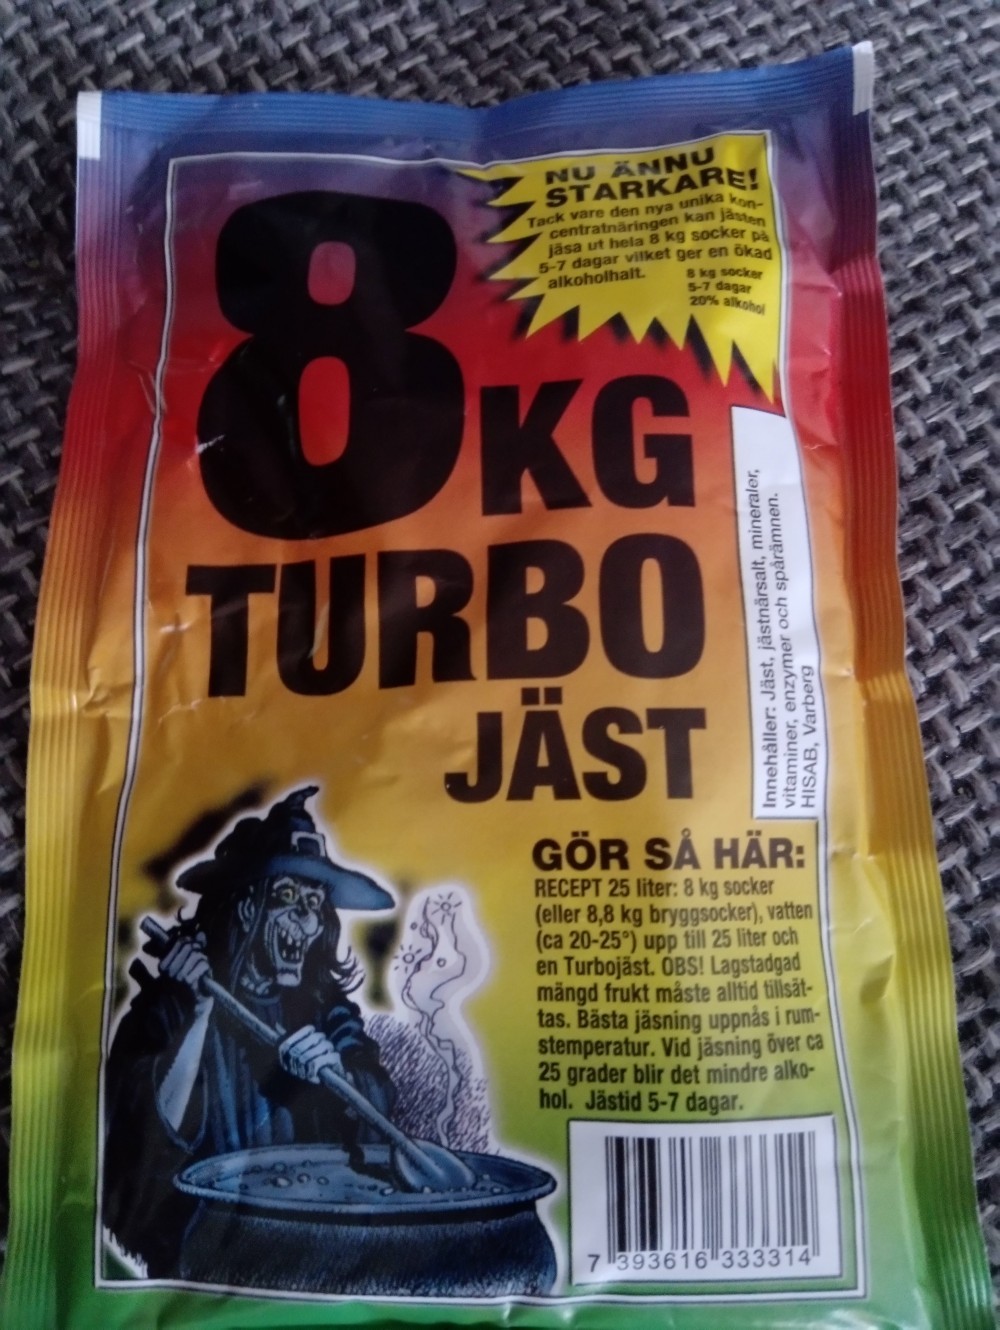 NU ÄNNU
STARKARE!
Tack vare den nya unika kon-
centratnäringen kan jästen
jäsa ut hela 8 kg socker på
5-7 dagar vilket ger en ökad
alkoholhalt.
8 kg socker
5-7 dagar
20% alkohol
8 KG
TURBO
JÄST
Innehåller: Jäst, jästnärsalt, mineraler,
vitaminer, enzymer och spårämnen.
HISAB, Varberg
GÖR SÅ HÄR:
RECEPT 25 liter: 8 kg socker
(eller 8,8 kg bryggsocker), vatten
(ca 20-25°) upp till 25 liter och
en Turbojäst. OBS! Lagstadgad
mängd frukt måste alltid tillsät-
tas. Bästa jäsning uppnås i rum-
stemperatur. Vid jäsning över ca
25 grader blir det mindre alko-
hol. Jästid 5-7 dagar.
7 393616 333314